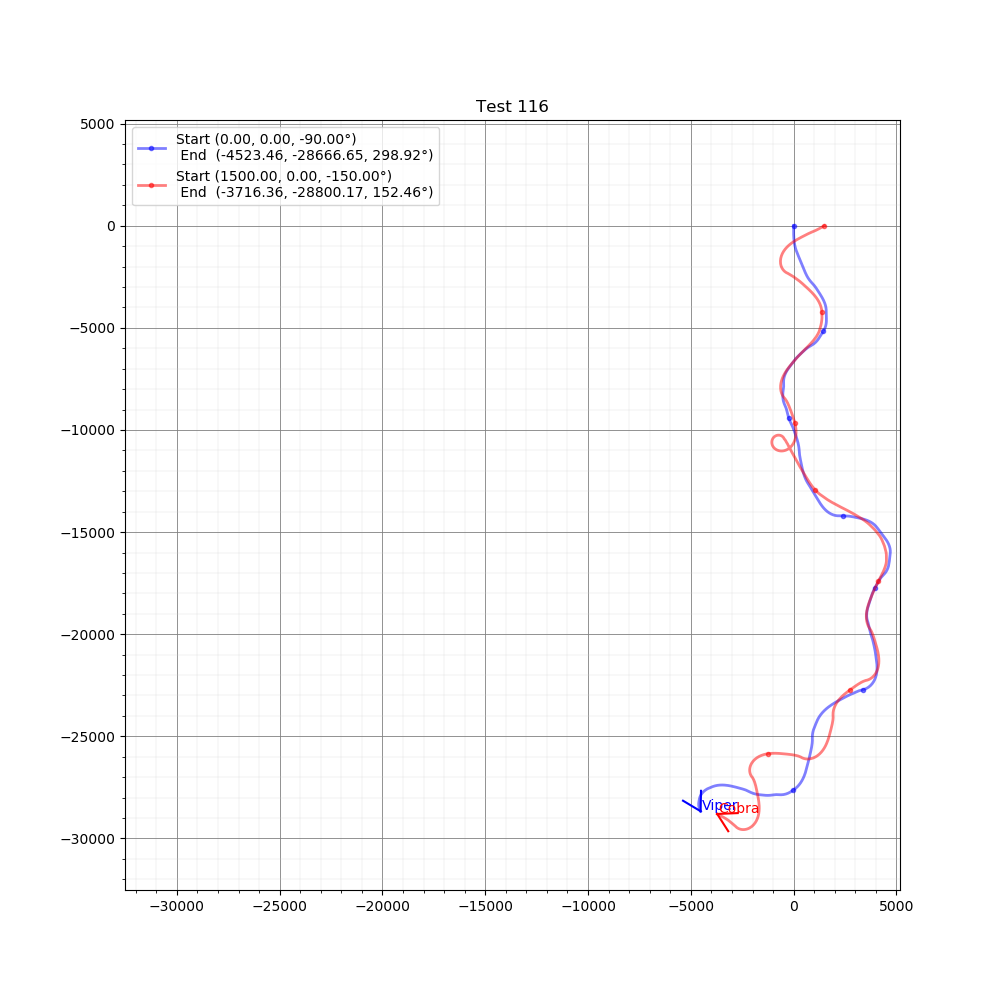 Test 116
Start (0.00, 0.00, -90.00°)
End  (-4523.46, -28666.65, 298.92°)
Start (1500.00, 0.00, -150.00°)
End  (-3716.36, -28800.17, 152.46°)
5000
0
−5000
−10000
−15000
−20000
−25000
−30000
Viper
Cobra
−30000
−25000
−20000
−15000
−10000
−5000
0
5000